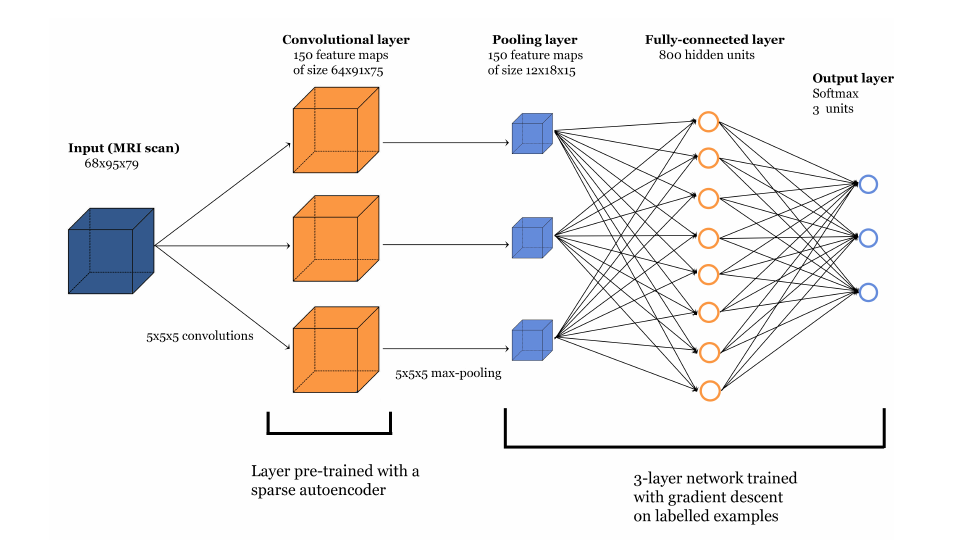 Convolutional layer
150 feature maps
of size 64x91x75
Pooling layer
150 feature maps
of size 12x18x15
Fully-connected layer
800 hidden units
Output layer
Softmax
3 units
Input (MRI scan)
68x95x79
5x5x5 convolutions
5x5x5 max-pooling
Layer pre-trained with a
sparse autoencoder
3-layer network trained
with gradient descent
on labelled examples